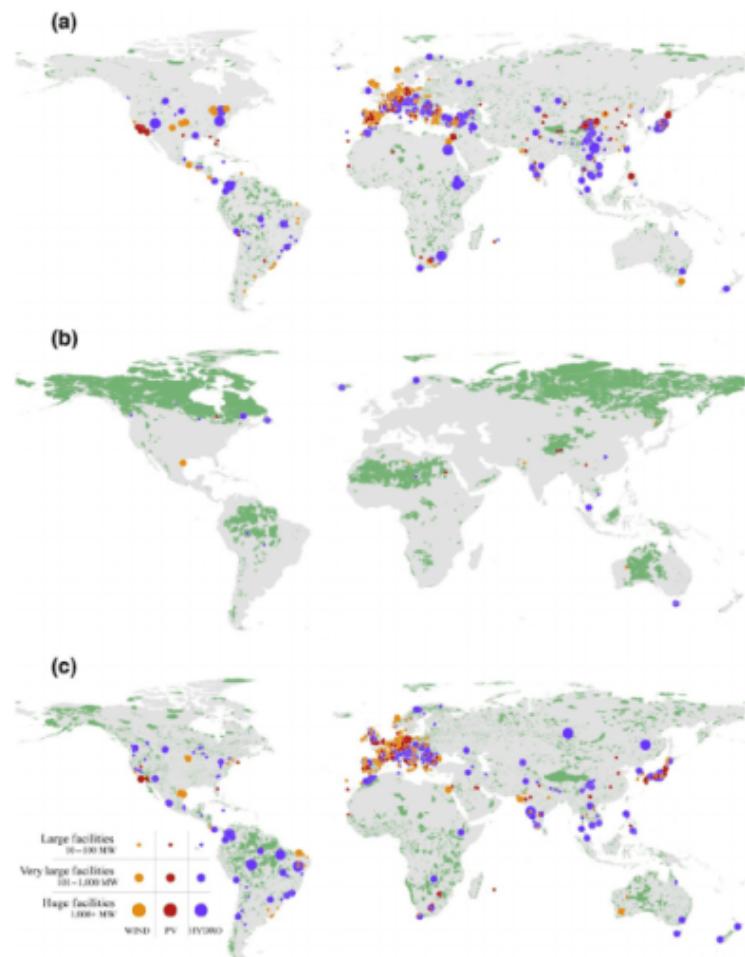 (a)
(b)
(c)
Large facilities
10–100 MW
Very large facilities
101–1,000 MW
Huge facilities
1,000+ MW
WIND PV HYDRO